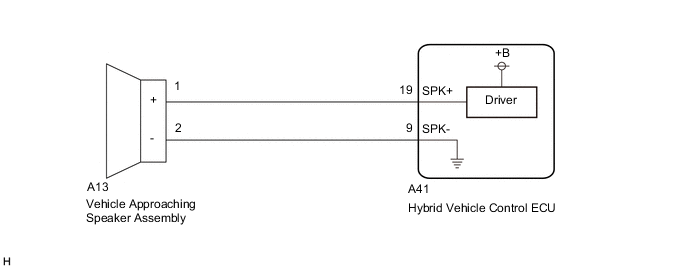 +B
1
19 SPK+
Driver
+
2
9 SPK-
-
A13
Vehicle Approaching
Speaker Assembly
A41
Hybrid Vehicle Control ECU
H